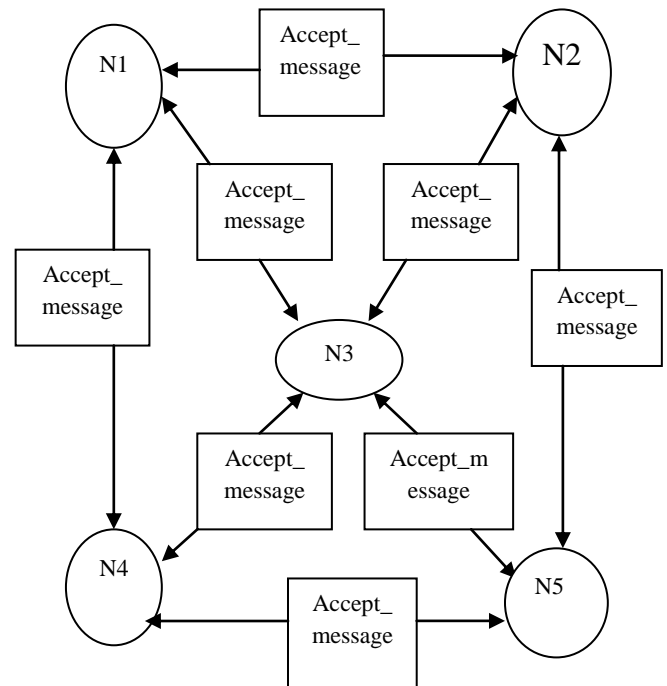 Accept_
message
N1
N2
Accept_
message
Accept_
message
Accept_
message
Accept_
message
N3
Accept_
message
Accept_m
essage
N4
N5
Accept_
message